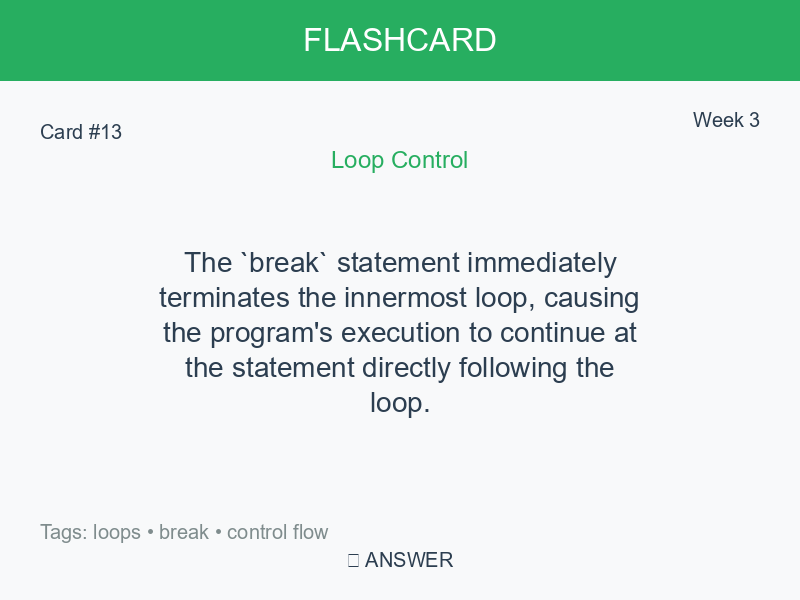 FLASHCARD
Card #13
Week 3
Loop Control
The `break` statement immediately
terminates the innermost loop, causing
the program's execution to continue at
the statement directly following the
loop.
Tags: loops • break • control flow
ANSWER